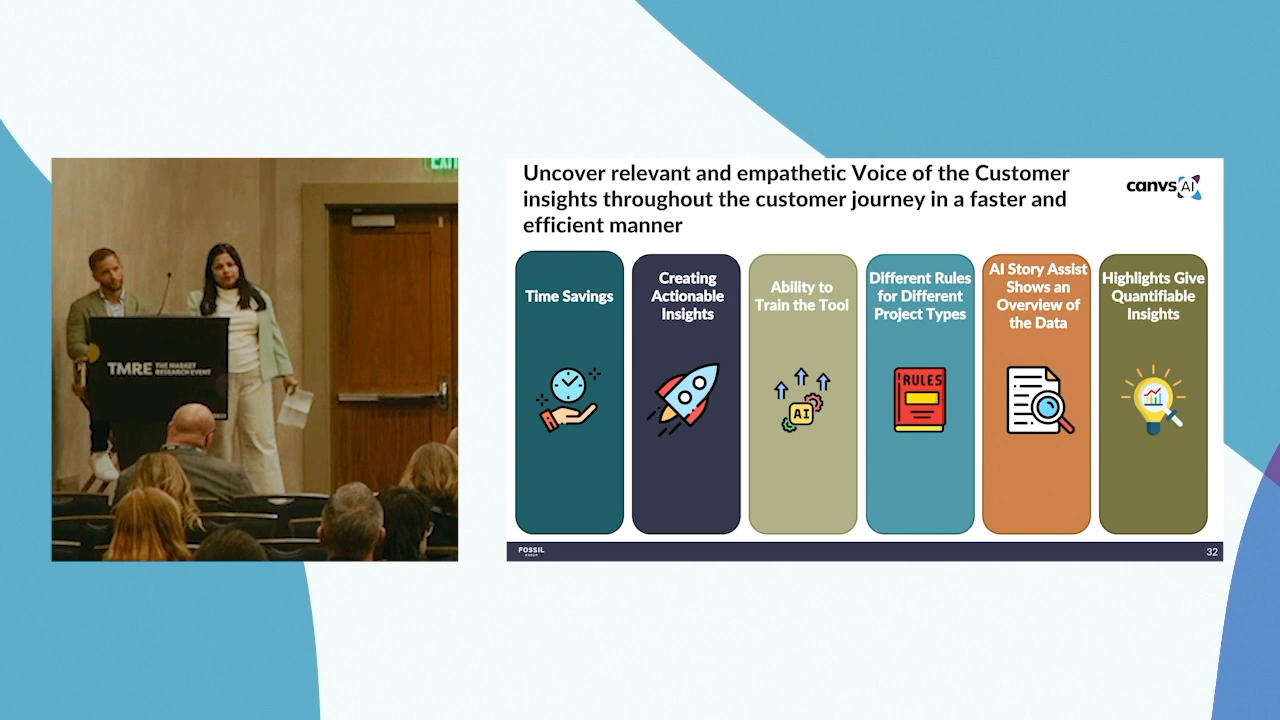 EXIT
TMRE THE MARKET
RESEARCH EVENT
Uncover relevant and empathetic Voice of the Customer
insights throughout the customer journey in a faster and
efficient manner
canvs AI
Time Savings
Creating
Actionable
Insights
Ability to
Train the Tool
AI
Different Rules
for Different
Project Types
RULES
AI Story Assist
Shows an
Overview of
the Data
Highlights Give
Quantifiable
Insights
FOSSIL
GROUP
32